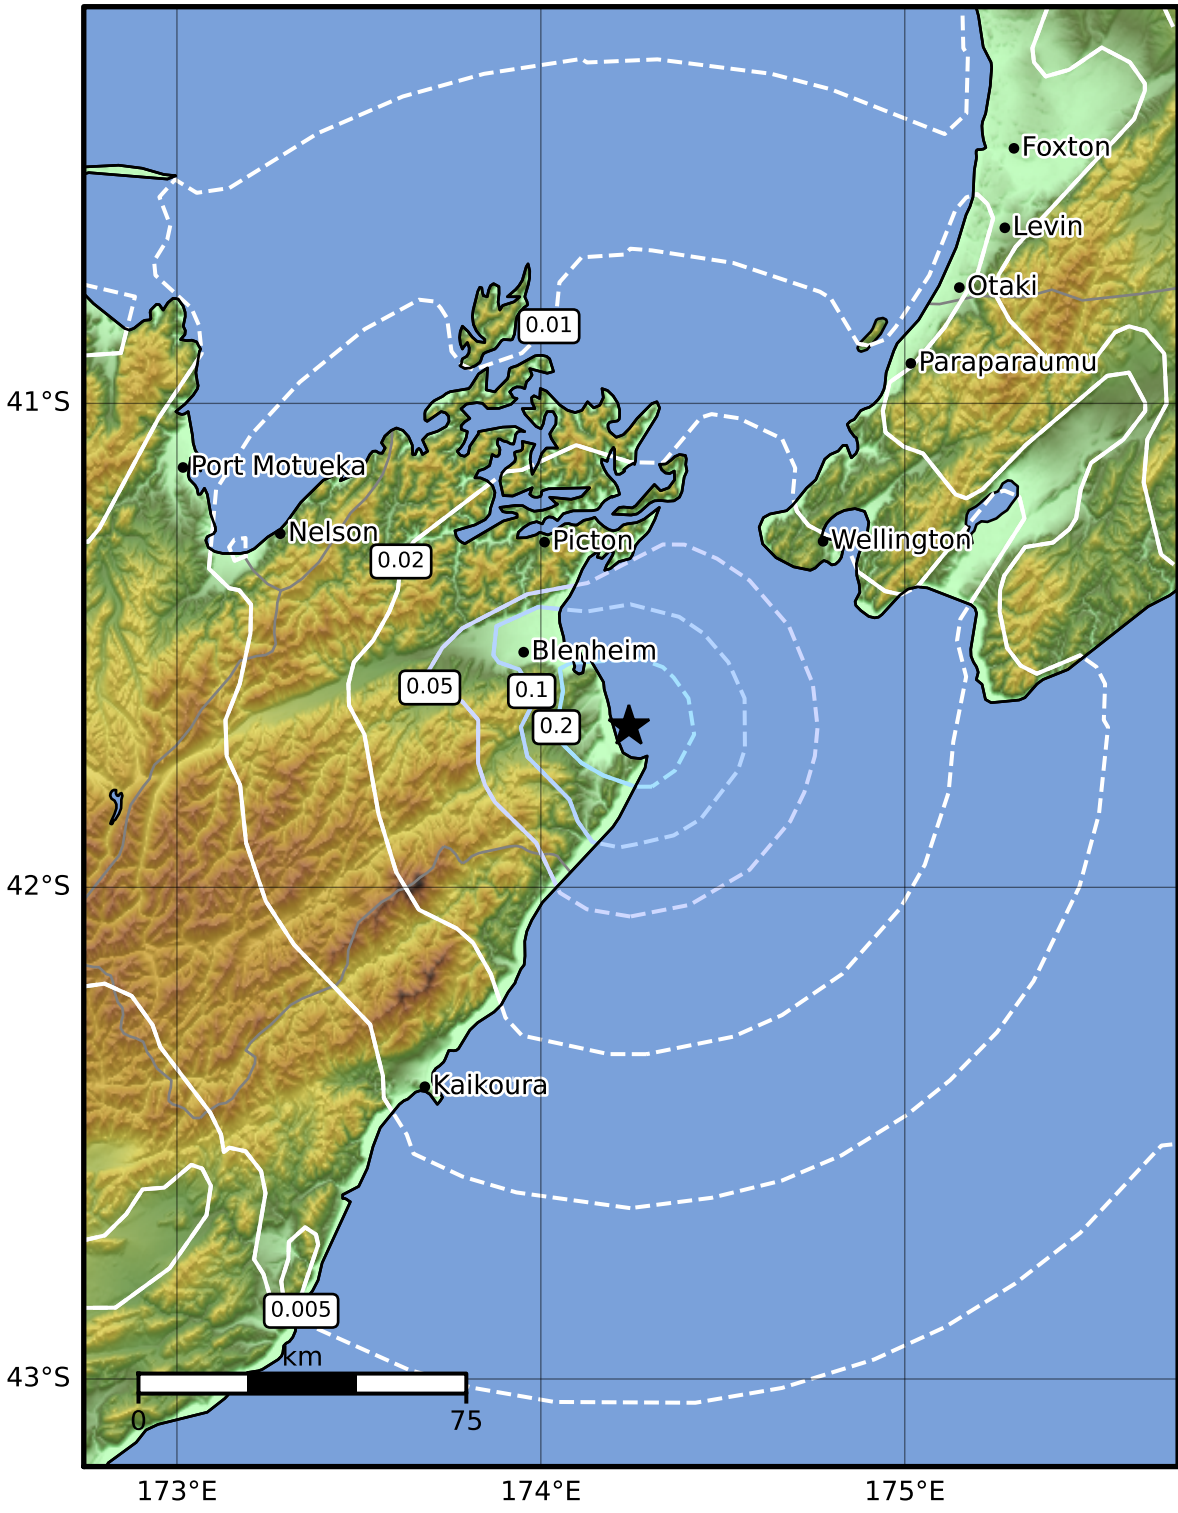 Foxton
Levin
Otaki
0.01
Paraparaumu
41°S
Port Motueka
Nelson
Picton
Wellington
0.02
Blenheim
0.05
0.1
0.2
42°S
Kaikoura
0.005
km
43°S
0 75
173°E 174°E 175°E